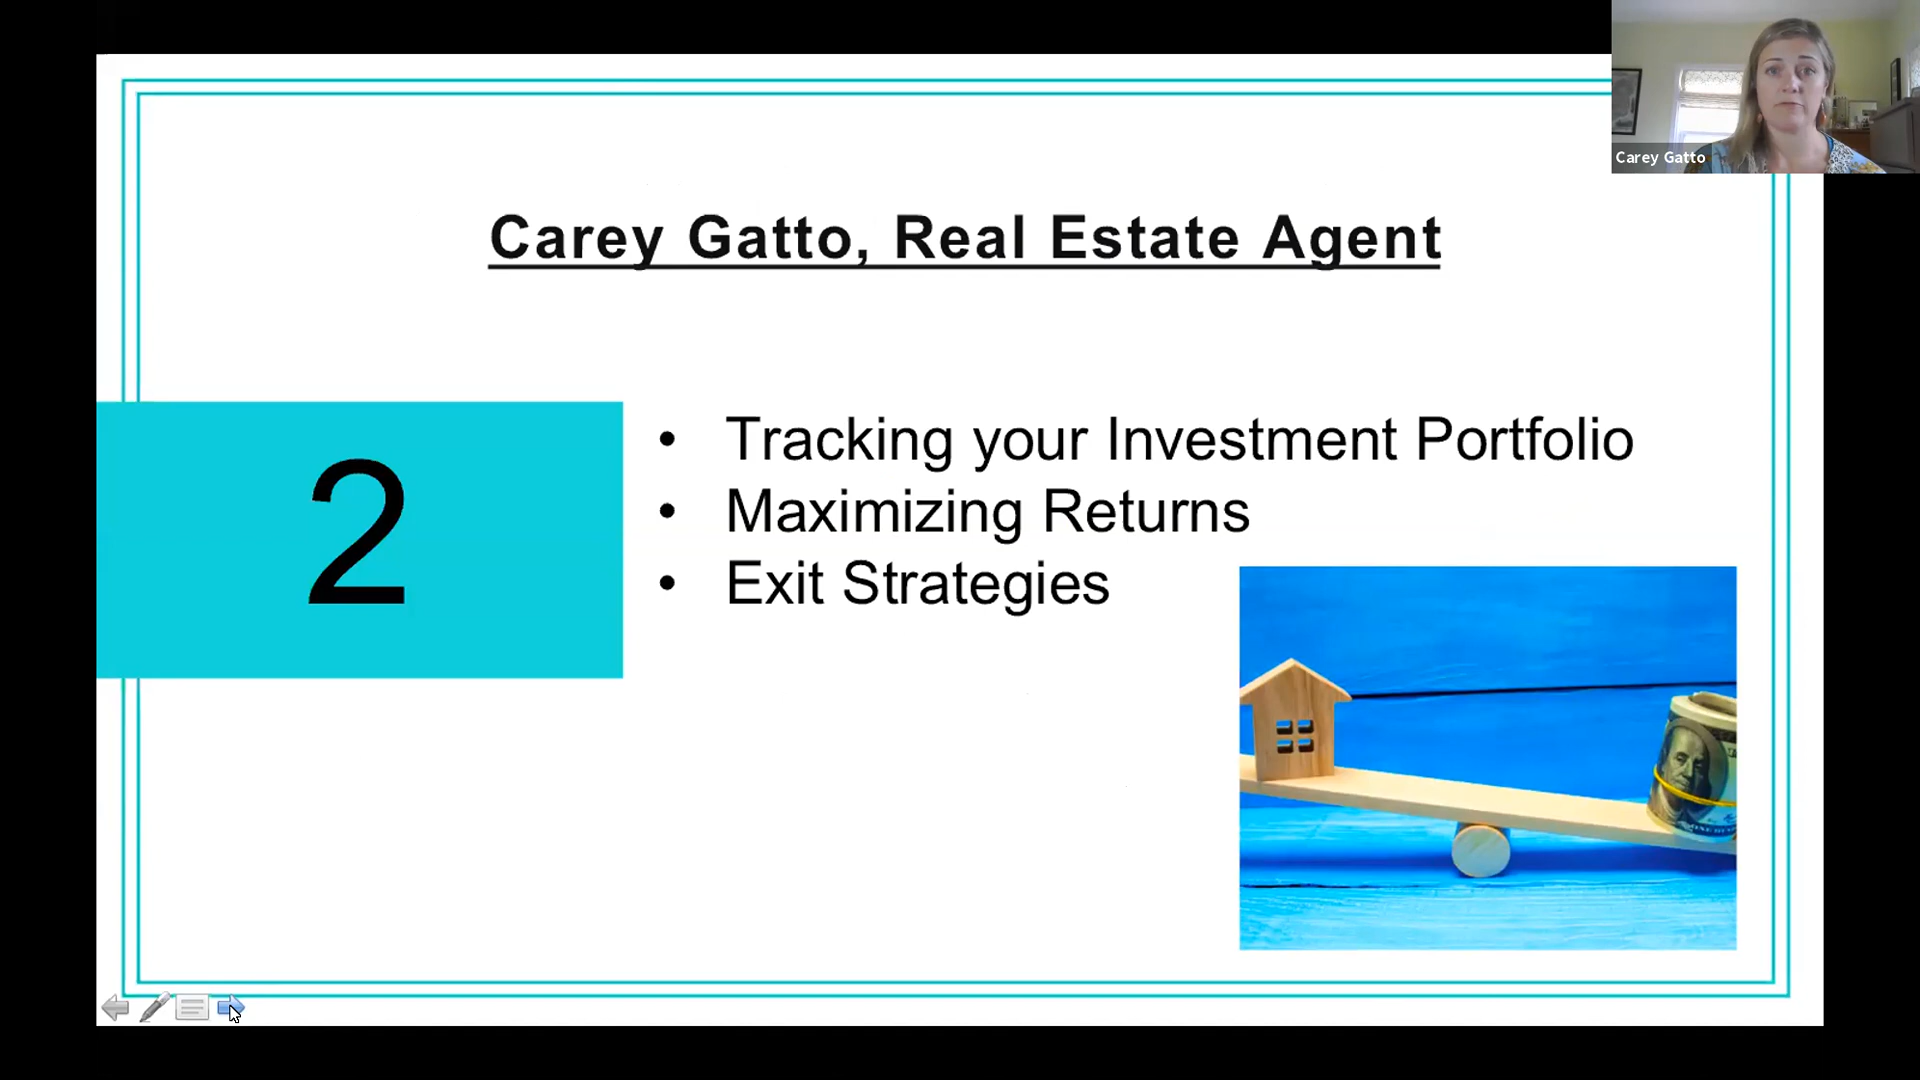 Carey Gatto
Carey Gatto, Real Estate Agent
2
• Tracking your Investment Portfolio
• Maximizing Returns
• Exit Strategies